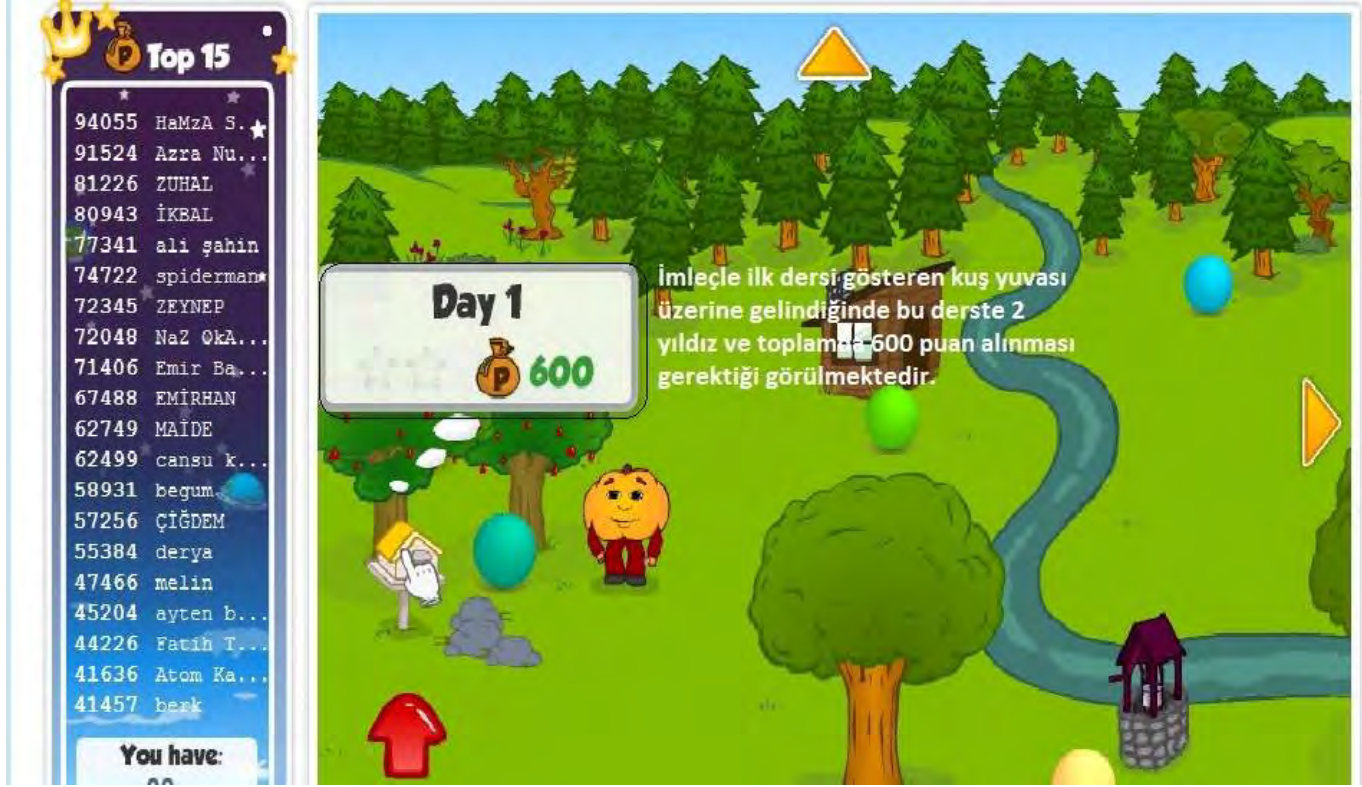 Top 15
94055 HaMzA S...
91524 Azra Nu...
81226 ZUHAL
80943 İKBAL
77341 ali şahin
74722 spiderman
72345 ZEYNEP
72048 NaZ OkA...
71406 Emir Ba...
67488 EMİRHAN
62749 MAİDE
62499 cansu k...
58931 begum
57256 ÇİĞDEM
55384 derya
47466 melin
45204 ayten b...
44226 Fatih T...
41636 Atom Ka...
41457 berk
You have:
Day 1
P 600
İmleçle ilk dersi gösteren kuş yuvası
üzerine gelindiğinde bu derste 2
yıldız ve toplamda 600 puan alınması
gerektiği görülmektedir.